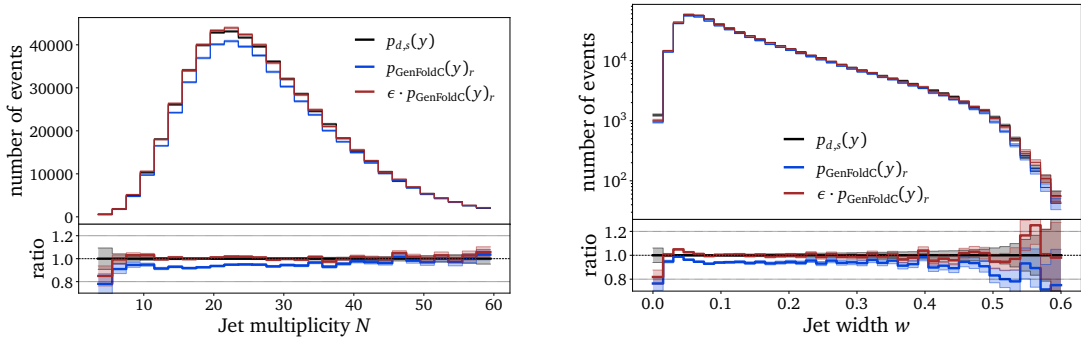 number of events
40000
30000
20000
10000
0
p_{d,s}(y)
p_{GenFoldC}(y)_r
ϵ · p_{GenFoldC}(y)_r
ratio
1.2
1.0
0.8
10 20 30 40 50 60
Jet multiplicity N
number of events
10^4
10^3
10^2
p_{d,s}(y)
p_{GenFoldC}(y)_r
ϵ · p_{GenFoldC}(y)_r
ratio
1.2
1.0
0.8
0.0 0.1 0.2 0.3 0.4 0.5 0.6
Jet width w